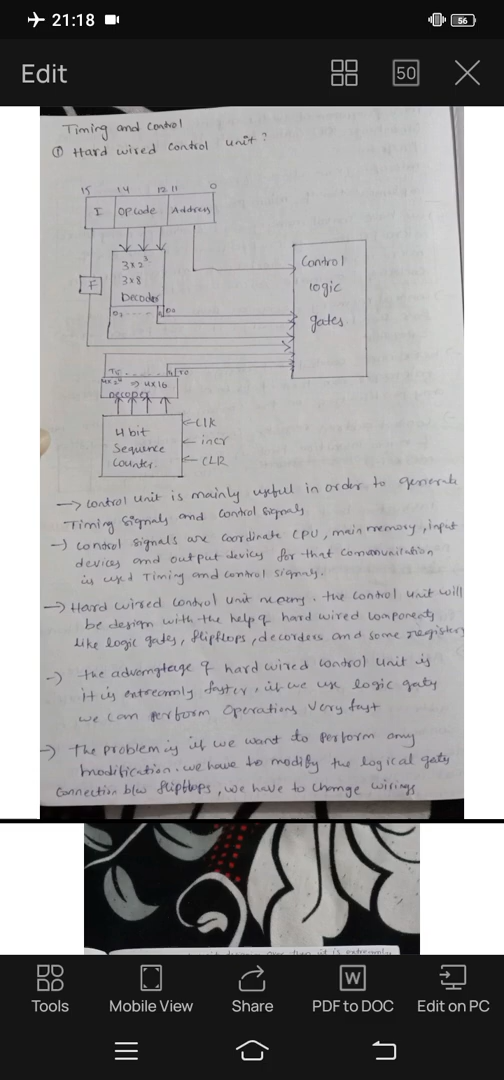 21:18
56
Edit
50
Timing and control
① Hard wired control unit?
15 14 12 11 0
I Opcode Address
3x2³
3x8
Decoder
F
Control
logic
gates
4x16
Decoder
4 bit
Sequence
Counter
Clk
incr
CLR
→ control unit is mainly useful in order to generate
Timing signals and control signals
→ control signals are coordinate CPU, main memory, input
devices and output devices for that communication
is used Timing and control signals.
→ Hard wired control unit means. the control unit will
be design with the help of hard wired components
like logic gates, flipflops, decorders and some registers
→ the advantage of hard wired control unit is
it is faster, if we use logic gates
we can perform operations very fast
→ The problem is if we want to perform any
modification. we have to modify the logical gates
connection b/w flipflops, we have to change wirings
Tools
Mobile View
Share
W
PDF to DOC
Edit on PC